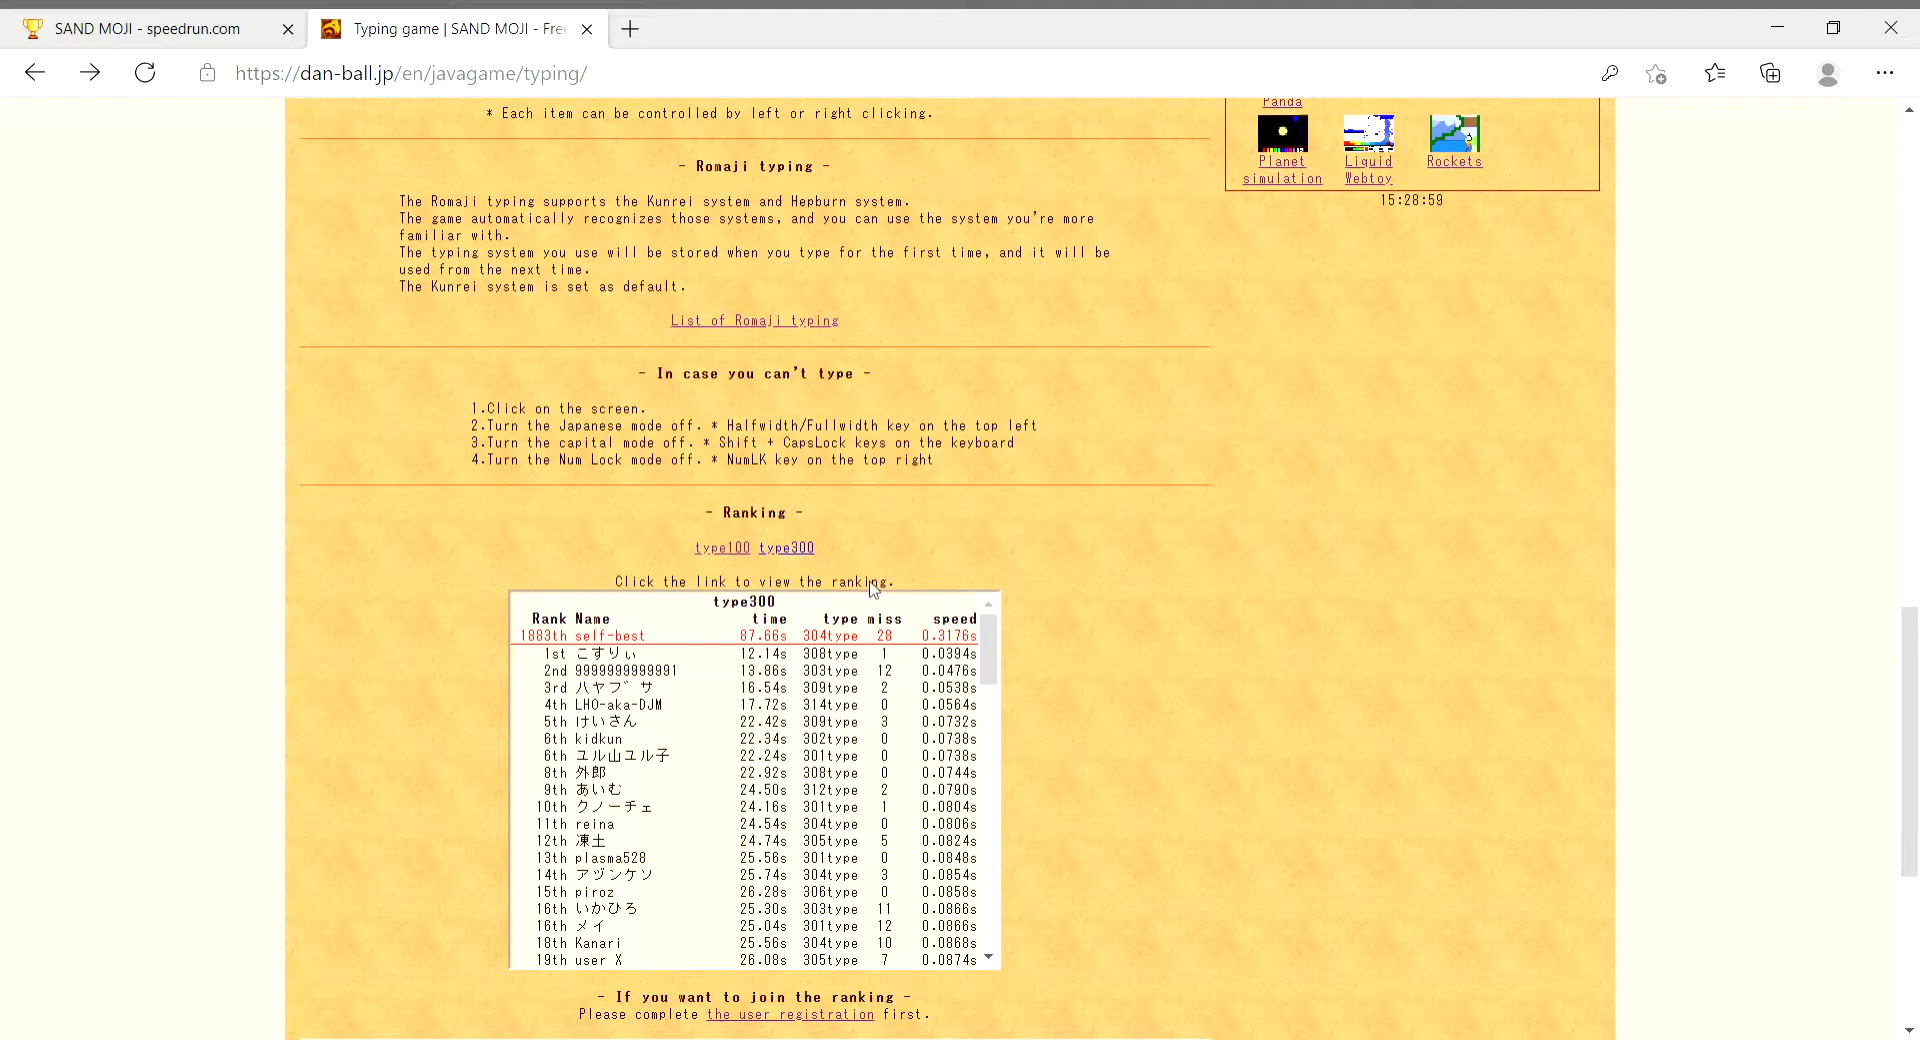 SAND MOJI - speedrun.com
Typing game | SAND MOJI - Fre
https://dan-ball.jp/en/javagame/typing/
* Each item can be controlled by left or right clicking.
- Romaji typing -
The Romaji typing supports the Kunrei system and Hepburn system.
The game automatically recognizes those systems, and you can use the system you're more
familiar with.
The typing system you use will be stored when you type for the first time, and it will be
used from the next time.
The Kunrei system is set as default.
List of Romaji typing
- In case you can't type -
1.Click on the screen.
2.Turn the Japanese mode off. * Halfwidth/Fullwidth key on the top left
3.Turn the capital mode off. * Shift + CapsLock keys on the keyboard
4.Turn the Num Lock mode off. * NumLK key on the top right
- Ranking -
type100 type300
Click the link to view the ranking.
type300
Rank Name time type miss speed
1883th self-best 87.66s 304type 28 0.3176s
1st こすりぃ 12.14s 308type 1 0.0394s
2nd 9999999999991 13.86s 303type 12 0.0476s
3rd ハヤブサ 16.54s 309type 2 0.0538s
4th LHO-aka-DJM 17.72s 314type 0 0.0564s
5th けいさん 22.42s 309type 3 0.0732s
6th kidkun 22.34s 302type 0 0.0738s
6th ユル山ユル子 22.24s 301type 0 0.0738s
8th 外郎 22.92s 308type 0 0.0744s
9th あいむ 24.50s 312type 2 0.0790s
10th クノーチェ 24.16s 301type 1 0.0804s
11th reina 24.54s 304type 0 0.0806s
12th 凍土 24.74s 305type 5 0.0824s
13th plasma528 25.56s 301type 0 0.0848s
14th アヅンケソ 25.74s 304type 3 0.0854s
15th piroz 26.28s 306type 0 0.0858s
16th いかひろ 25.30s 303type 11 0.0866s
16th メイ 25.04s 301type 12 0.0866s
18th Kanari 25.56s 304type 10 0.0868s
19th user X 26.08s 305type 7 0.0874s
- If you want to join the ranking -
Please complete the user registration first.
Panda
Planet simulation
Liquid Webtoy
Rockets
15:28:59